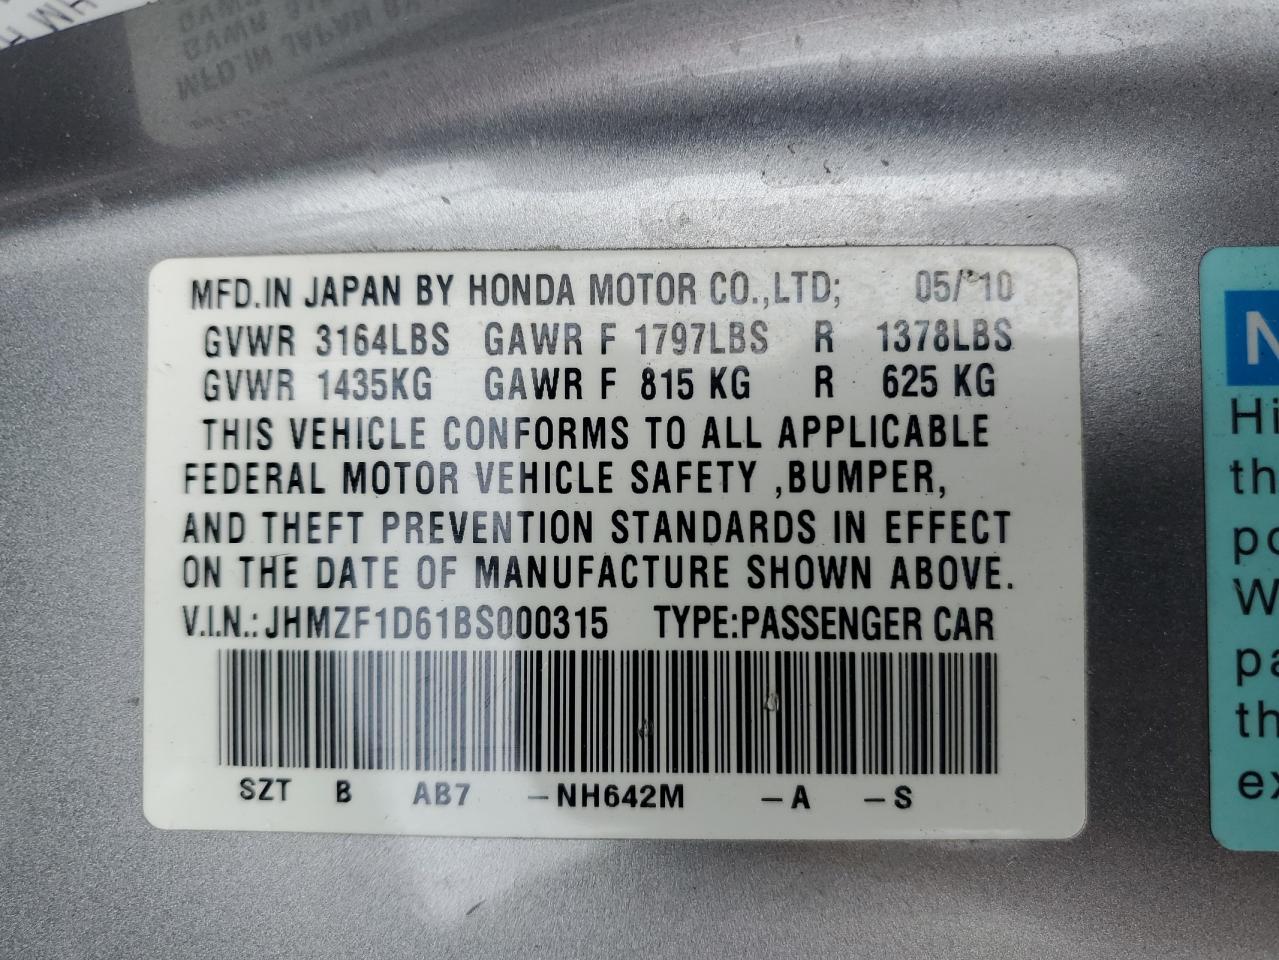 MFD.IN JAPAN BY HONDA MOTOR CO.,LTD; 05/10
GVWR 3164LBS GAWR F 1797LBS R 1378LBS
GVWR 1435KG GAWR F 815 KG R 625 KG
THIS VEHICLE CONFORMS TO ALL APPLICABLE
FEDERAL MOTOR VEHICLE SAFETY ,BUMPER,
AND THEFT PREVENTION STANDARDS IN EFFECT
ON THE DATE OF MANUFACTURE SHOWN ABOVE.
V.I.N.: JHMZF1D61BS000315 TYPE:PASSENGER CAR
SZT B AB7 -NH642M -A -S